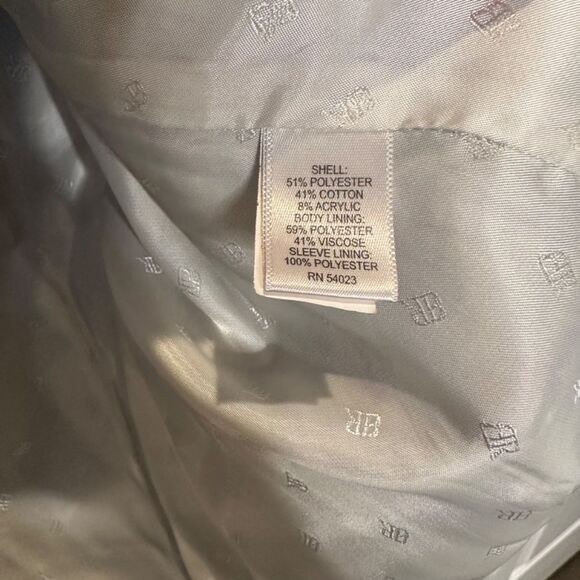 SHELL:
51% POLYESTER
41% COTTON
8% ACRYLIC
BODY LINING:
59% POLYESTER
41% VISCOSE
SLEEVE LINING:
100% POLYESTER
RN 54023